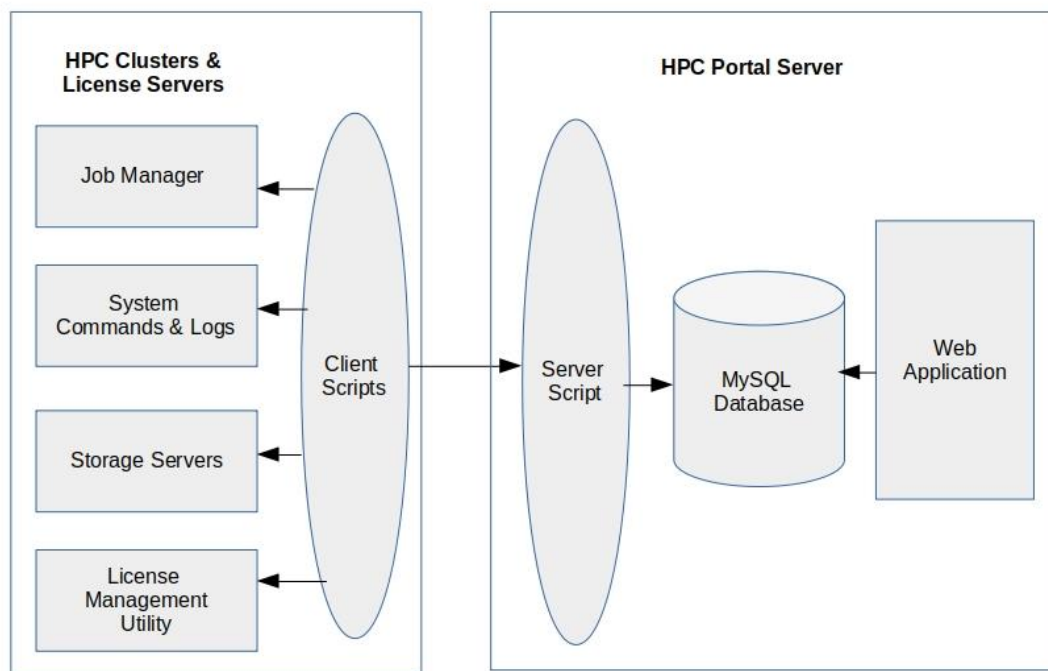 HPC Clusters &
License Servers
Job Manager
System
Commands & Logs
Storage Servers
License
Management
Utility
Client
Scripts
HPC Portal Server
Server
Script
MySQL
Database
Web
Application